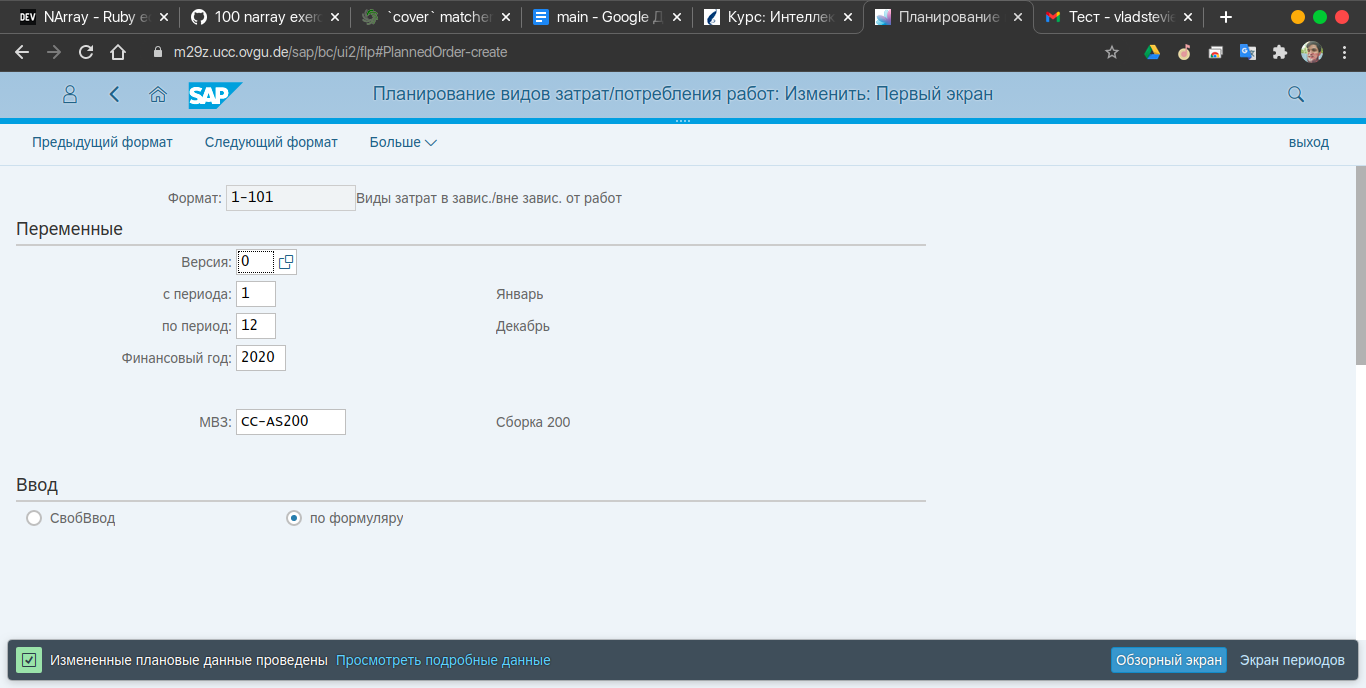 DEV NArray - Ruby e 100 narray exer `cover` matcher main - Google Д Курс: Интеллек Планирование Тест - vladstevie
m29z.ucc.ovgu.de/sap/bc/ui2/flp#PlannedOrder-create
SAP Планирование видов затрат/потребления работ: Изменить: Первый экран
Предыдущий формат Следующий формат Больше выход
Формат: 1-101 Виды затрат в завис./вне завис. от работ
Переменные
Версия: 0
с периода: 1 Январь
по период: 12 Декабрь
Финансовый год: 2020
МВЗ: CC-AS200 Сборка 200
Ввод
СвобВвод по формуляру
Измененные плановые данные проведены Просмотреть подробные данные Обзорный экран Экран периодов